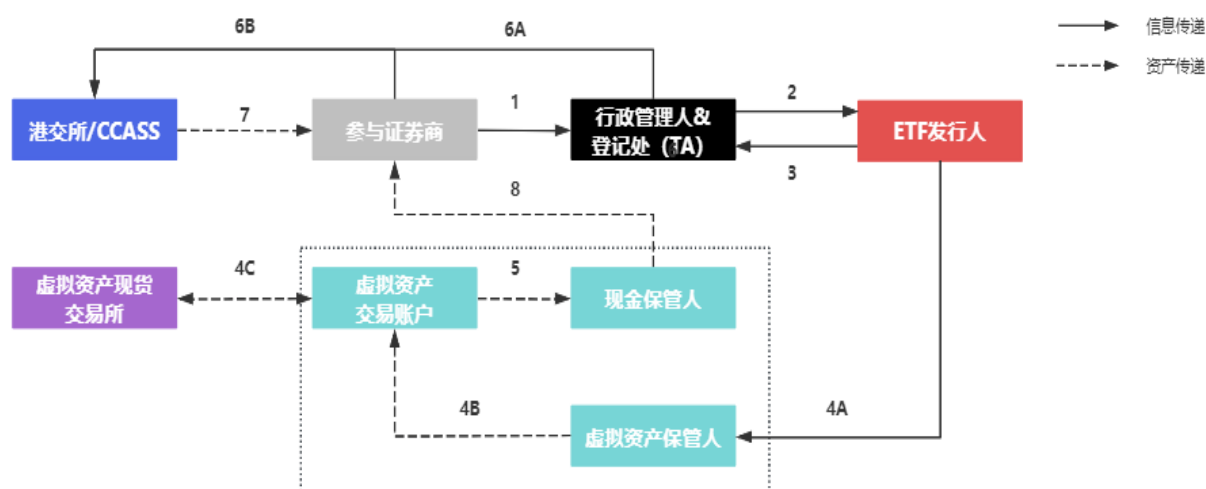 6B
6A
信息传递
资产传递
港交所/CCASS
7
参与证券商
1
行政管理人&
登记处（TA）
2
3
ETF发行人
8
虚拟资产现货
交易所
4C
虚拟资产
交易账户
5
现金保管人
4B
虚拟资产保管人
4A